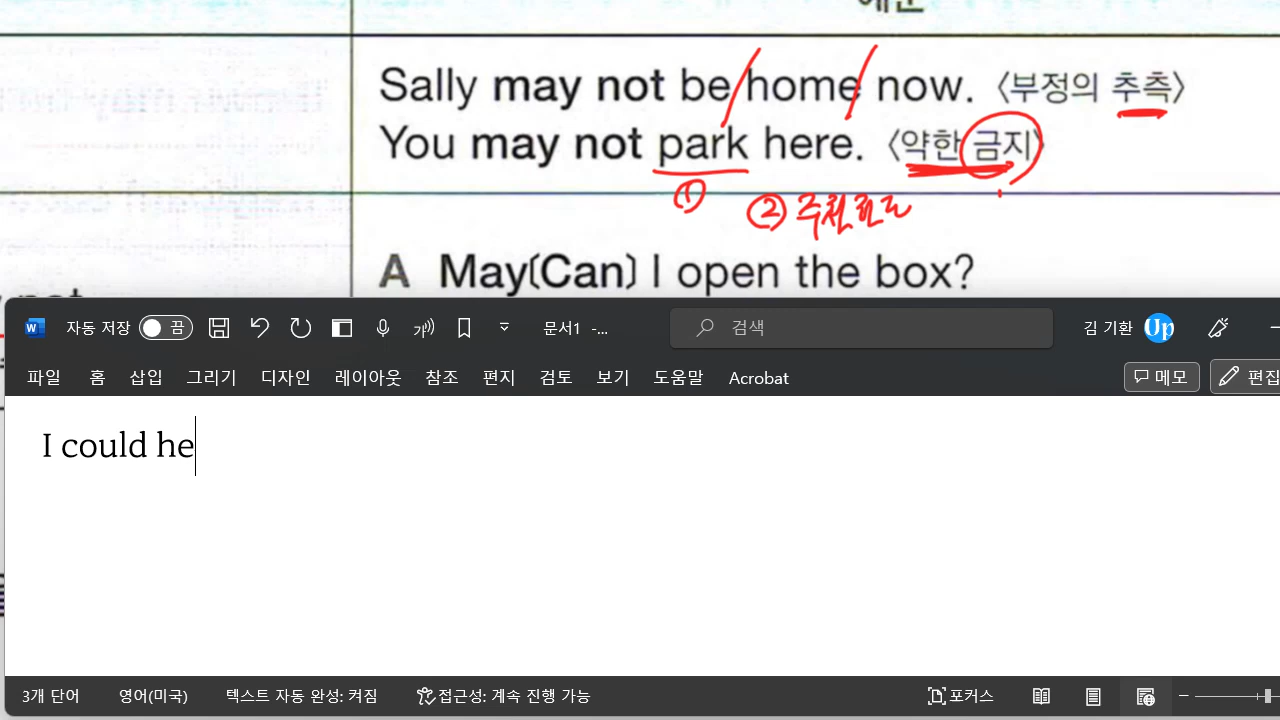 예문
Sally may not be home now. 〈부정의 추측〉
You may not park here. 〈약한 금지〉
① ②
A May(Can) I open the box?
not
자동 저장 끔 가 문서1 -... 검색 김 기환 Up
파일 홈 삽입 그리기 디자인 레이아웃 참조 편지 검토 보기 도움말 Acrobat 메모 편집
I could he
3개 단어 영어(미국) 텍스트 자동 완성: 켜짐 접근성: 계속 진행 가능 포커스